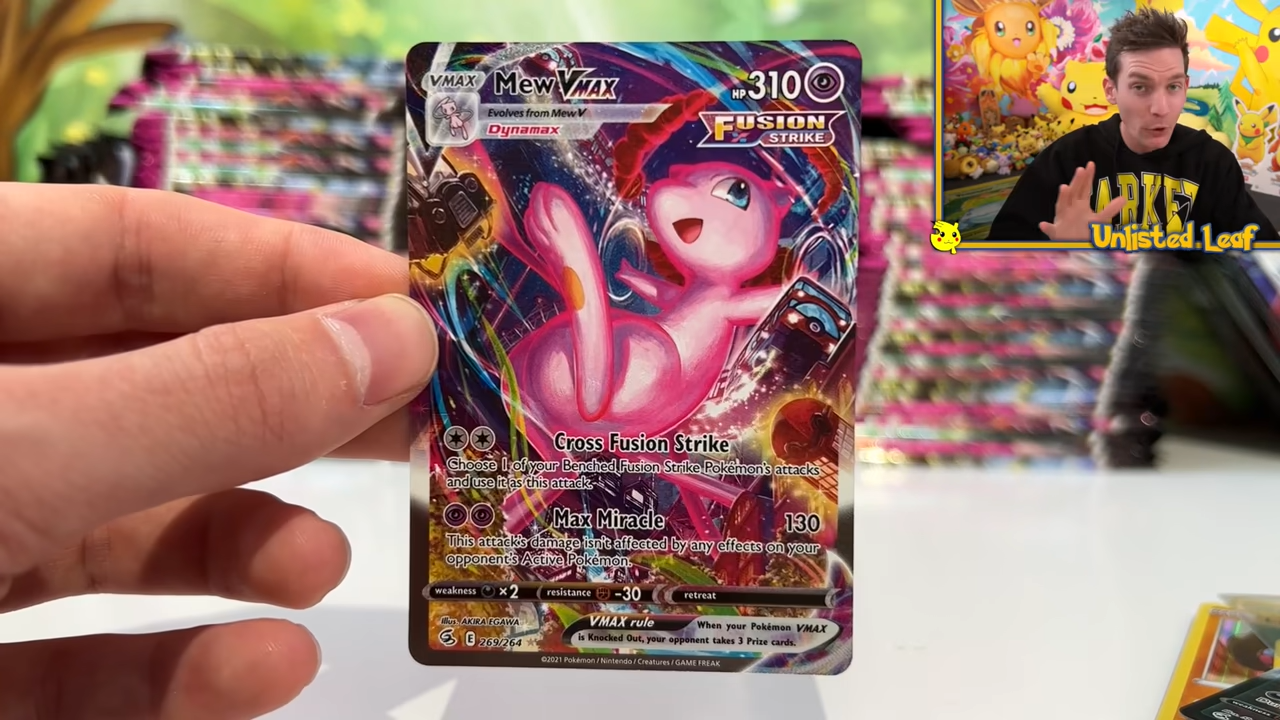 VMAX
Mew VMAX
HP 310
Evolves from Mew V
Dynamax
FUSION
STRIKE
Cross Fusion Strike
Choose 1 of your Benched Fusion Strike Pokémon's attacks
and use it as this attack.
Max Miracle 130
This attack's damage isn't affected by any effects on your
opponent's Active Pokémon.
weakness ×2 resistance -30 retreat
Illus. AKIRA EGAWA
E 269/264
VMAX rule When your Pokémon VMAX
is Knocked Out, your opponent takes 3 Prize cards.
©2021 Pokémon / Nintendo / Creatures / GAME FREAK
Unlisted Leaf